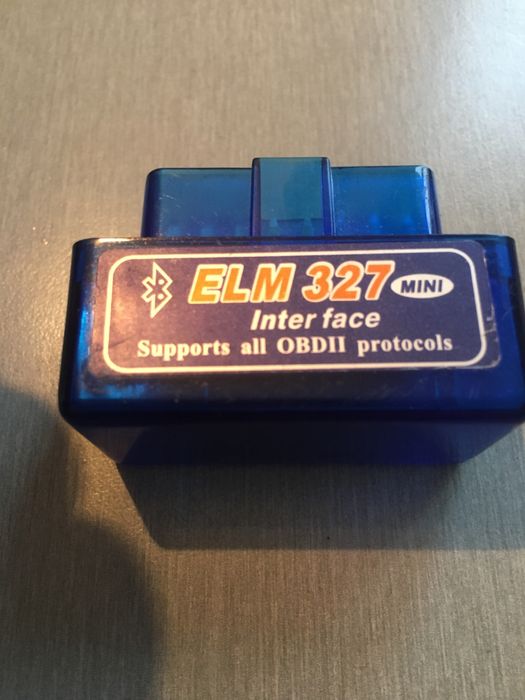 ELM 327 MINI
Inter face
Supports all OBDII protocols